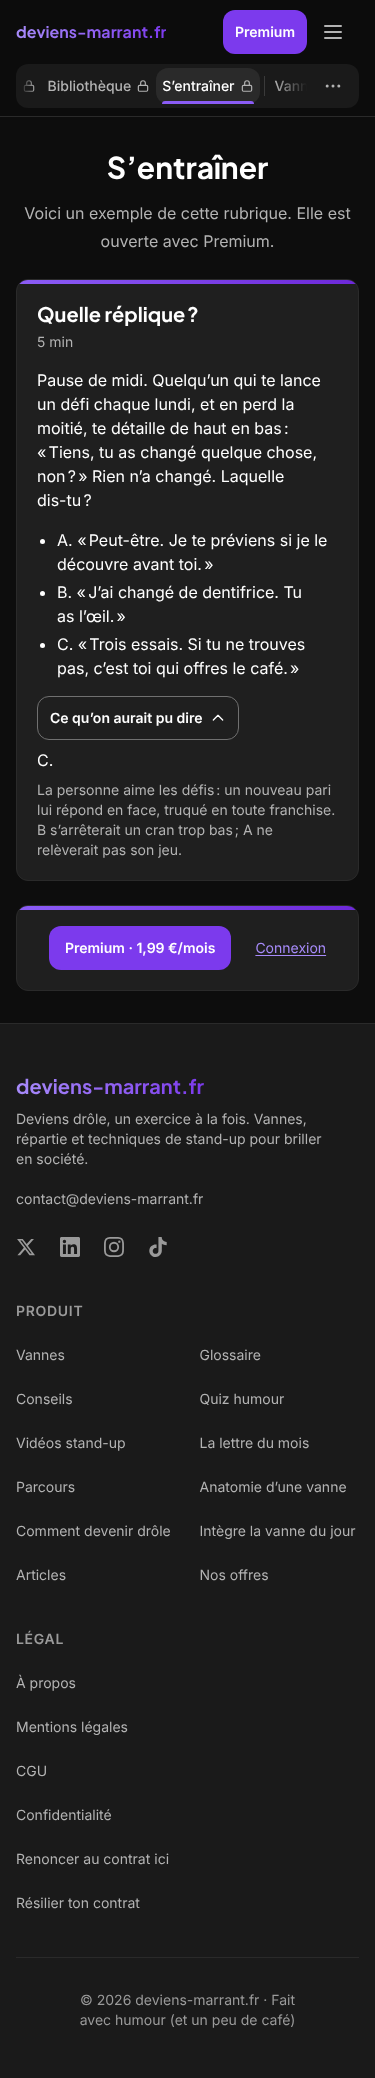 deviens-marrant.fr
Premium
Bibliothèque
S’entraîner
Vann
S’entraîner
Voici un exemple de cette rubrique. Elle est
ouverte avec Premium.
Quelle réplique ?
5 min
Pause de midi. Quelqu’un qui te lance
un défi chaque lundi, et en perd la
moitié, te détaille de haut en bas :
« Tiens, tu as changé quelque chose,
non ? » Rien n’a changé. Laquelle
dis-tu ?
• A. « Peut-être. Je te préviens si je le
découvre avant toi. »
• B. « J’ai changé de dentifrice. Tu
as l’œil. »
• C. « Trois essais. Si tu ne trouves
pas, c’est toi qui offres le café. »
Ce qu’on aurait pu dire
C.
La personne aime les défis : un nouveau pari
lui répond en face, truqué en toute franchise.
B s’arrêterait un cran trop bas ; A ne
relèverait pas son jeu.
Premium · 1,99 €/mois
Connexion
deviens-marrant.fr
Deviens drôle, un exercice à la fois. Vannes,
répartie et techniques de stand-up pour briller
en société.
contact@deviens-marrant.fr
PRODUIT
Vannes
Glossaire
Conseils
Quiz humour
Vidéos stand-up
La lettre du mois
Parcours
Anatomie d’une vanne
Comment devenir drôle
Intègre la vanne du jour
Articles
Nos offres
LÉGAL
À propos
Mentions légales
CGU
Confidentialité
Renoncer au contrat ici
Résilier ton contrat
© 2026 deviens-marrant.fr · Fait
avec humour (et un peu de café)